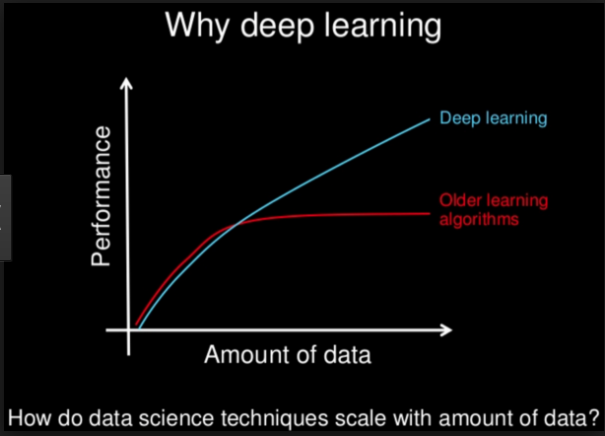 Why deep learning
Performance
Deep learning
Older learning
algorithms
Amount of data
How do data science techniques scale with amount of data?